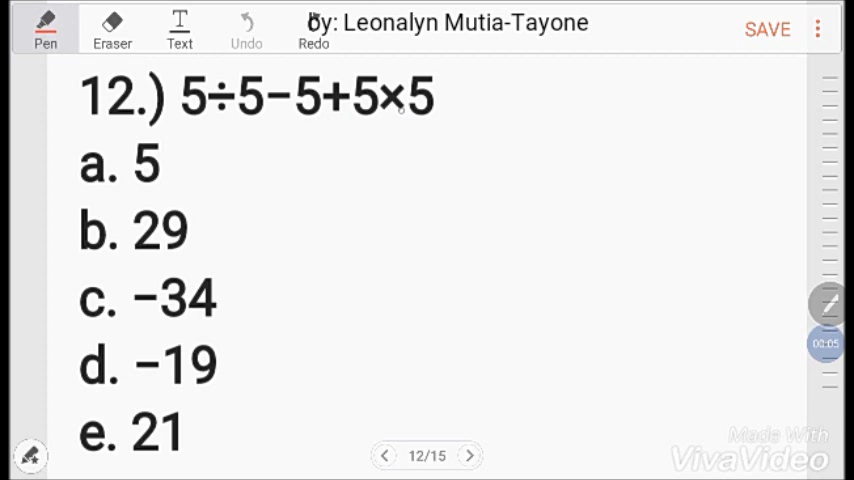 by: Leonalyn Mutia-Tayone
SAVE
Pen Eraser Text Undo Redo
12.) 5÷5−5+5×5
a. 5
b. 29
c. −34
d. −19
e. 21
00:05
12/15
Made With
VivaVideo